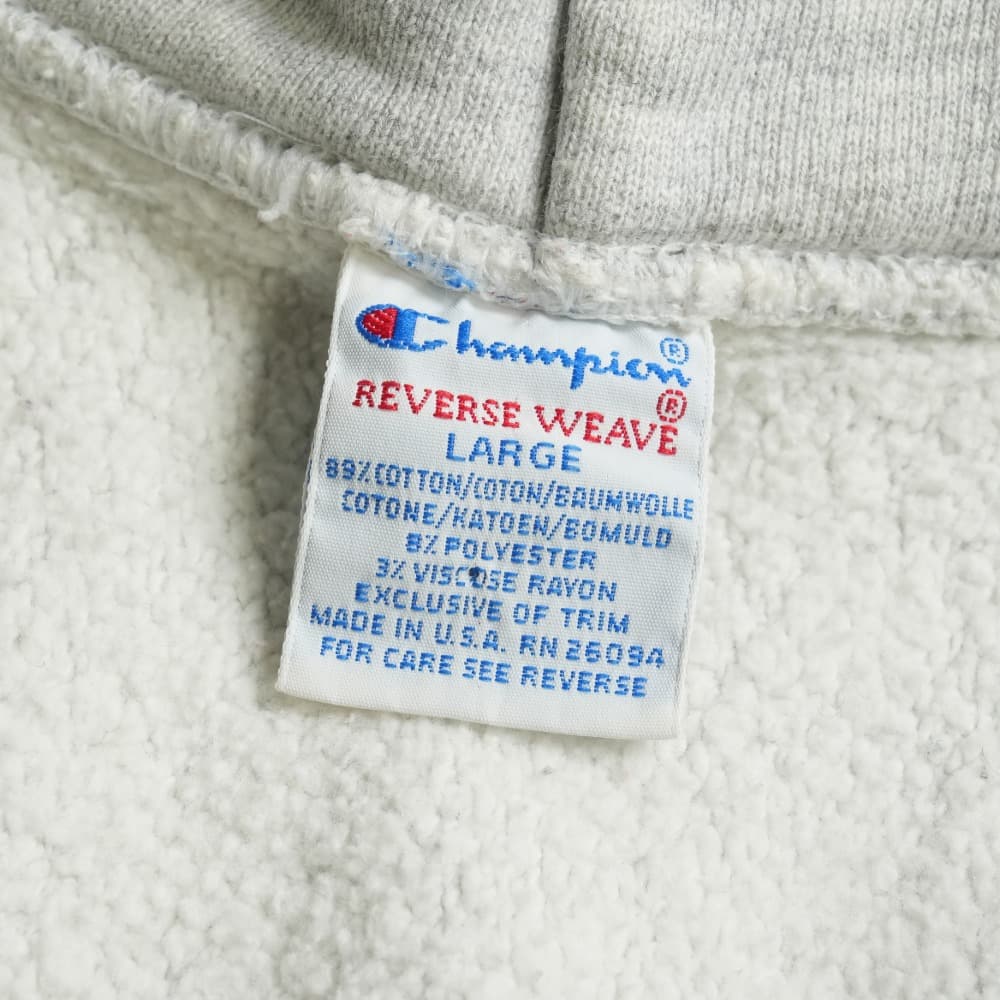 Champion®
REVERSE WEAVE®
LARGE
89% COTTON/COTON/BAUMWOLLE
COTONE/KATOEN/BOMULD
8% POLYESTER
3% VISCOSE RAYON
EXCLUSIVE OF TRIM
MADE IN U.S.A. RN 26094
FOR CARE SEE REVERSE